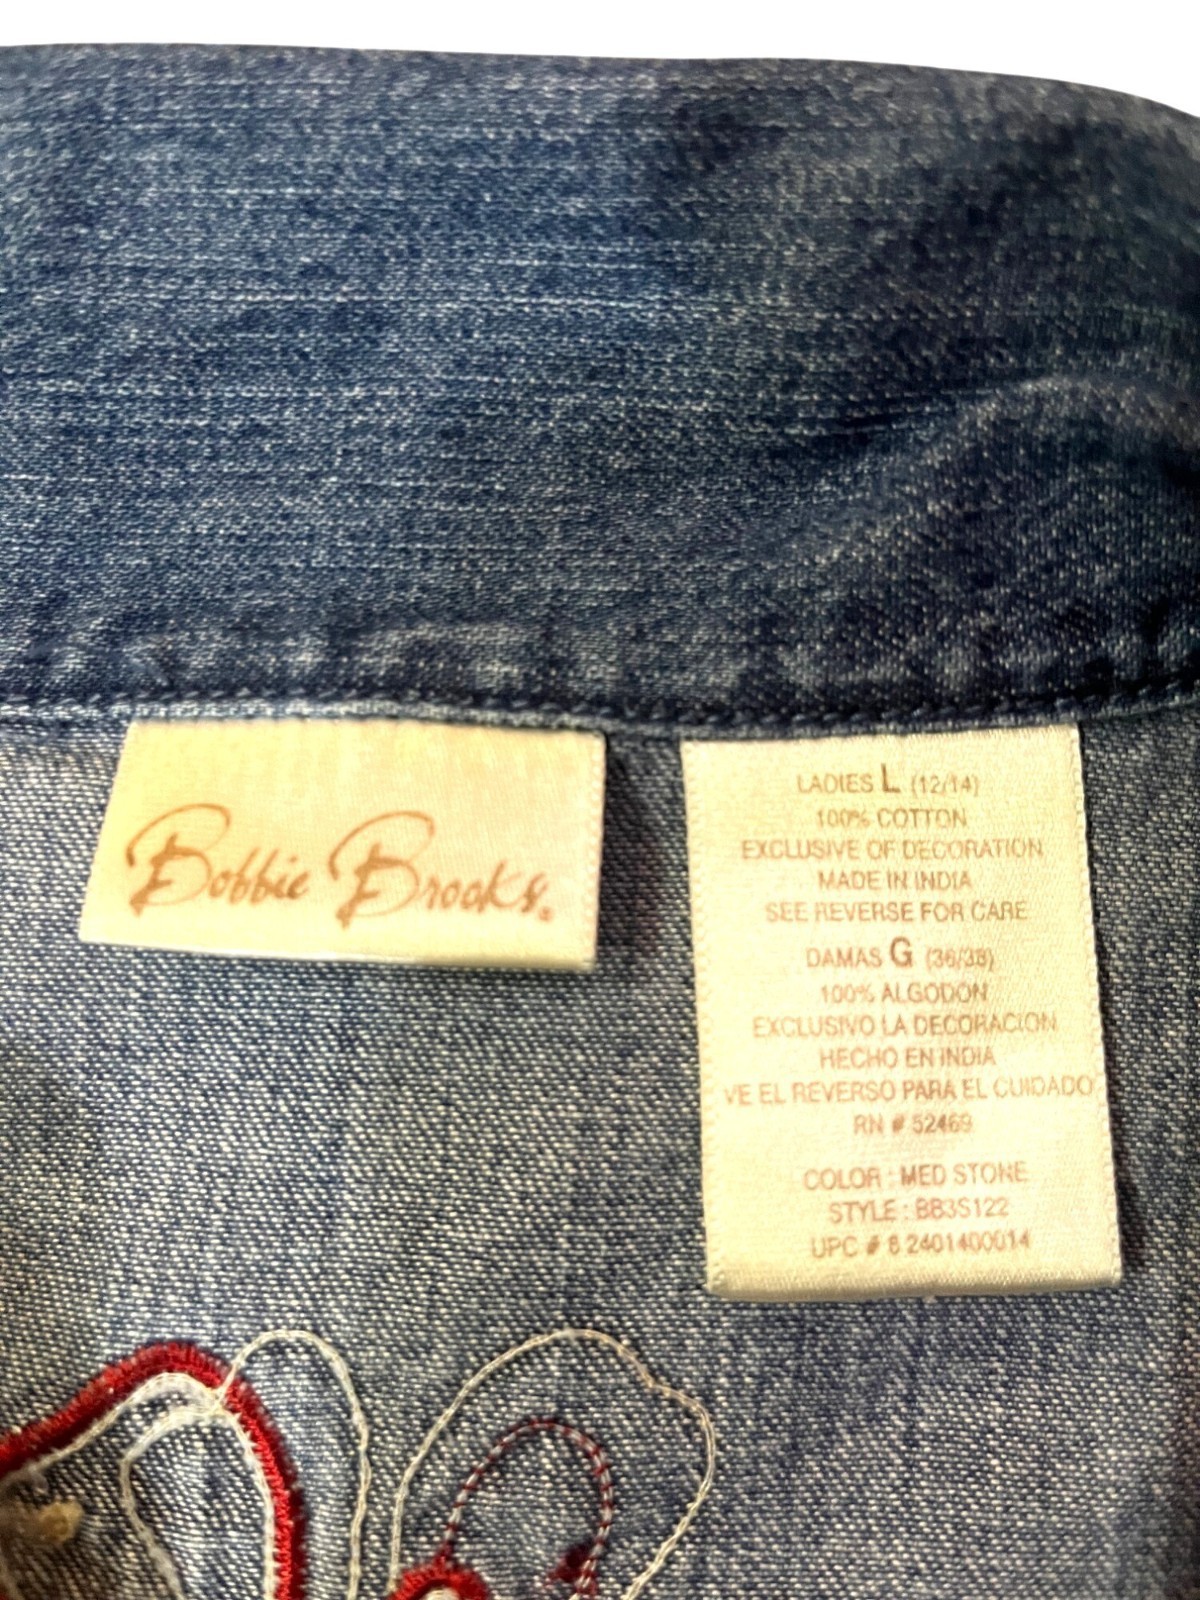 Bobbie Brooks®
LADIES L (12/14)
100% COTTON
EXCLUSIVE OF DECORATION
MADE IN INDIA
SEE REVERSE FOR CARE
DAMAS G (36/38)
100% ALGODON
EXCLUSIVO LA DECORACION
HECHO EN INDIA
VE EL REVERSO PARA EL CUIDADO
RN # 52469
COLOR : MED STONE
STYLE : BB3S122
UPC # 8 2401400014